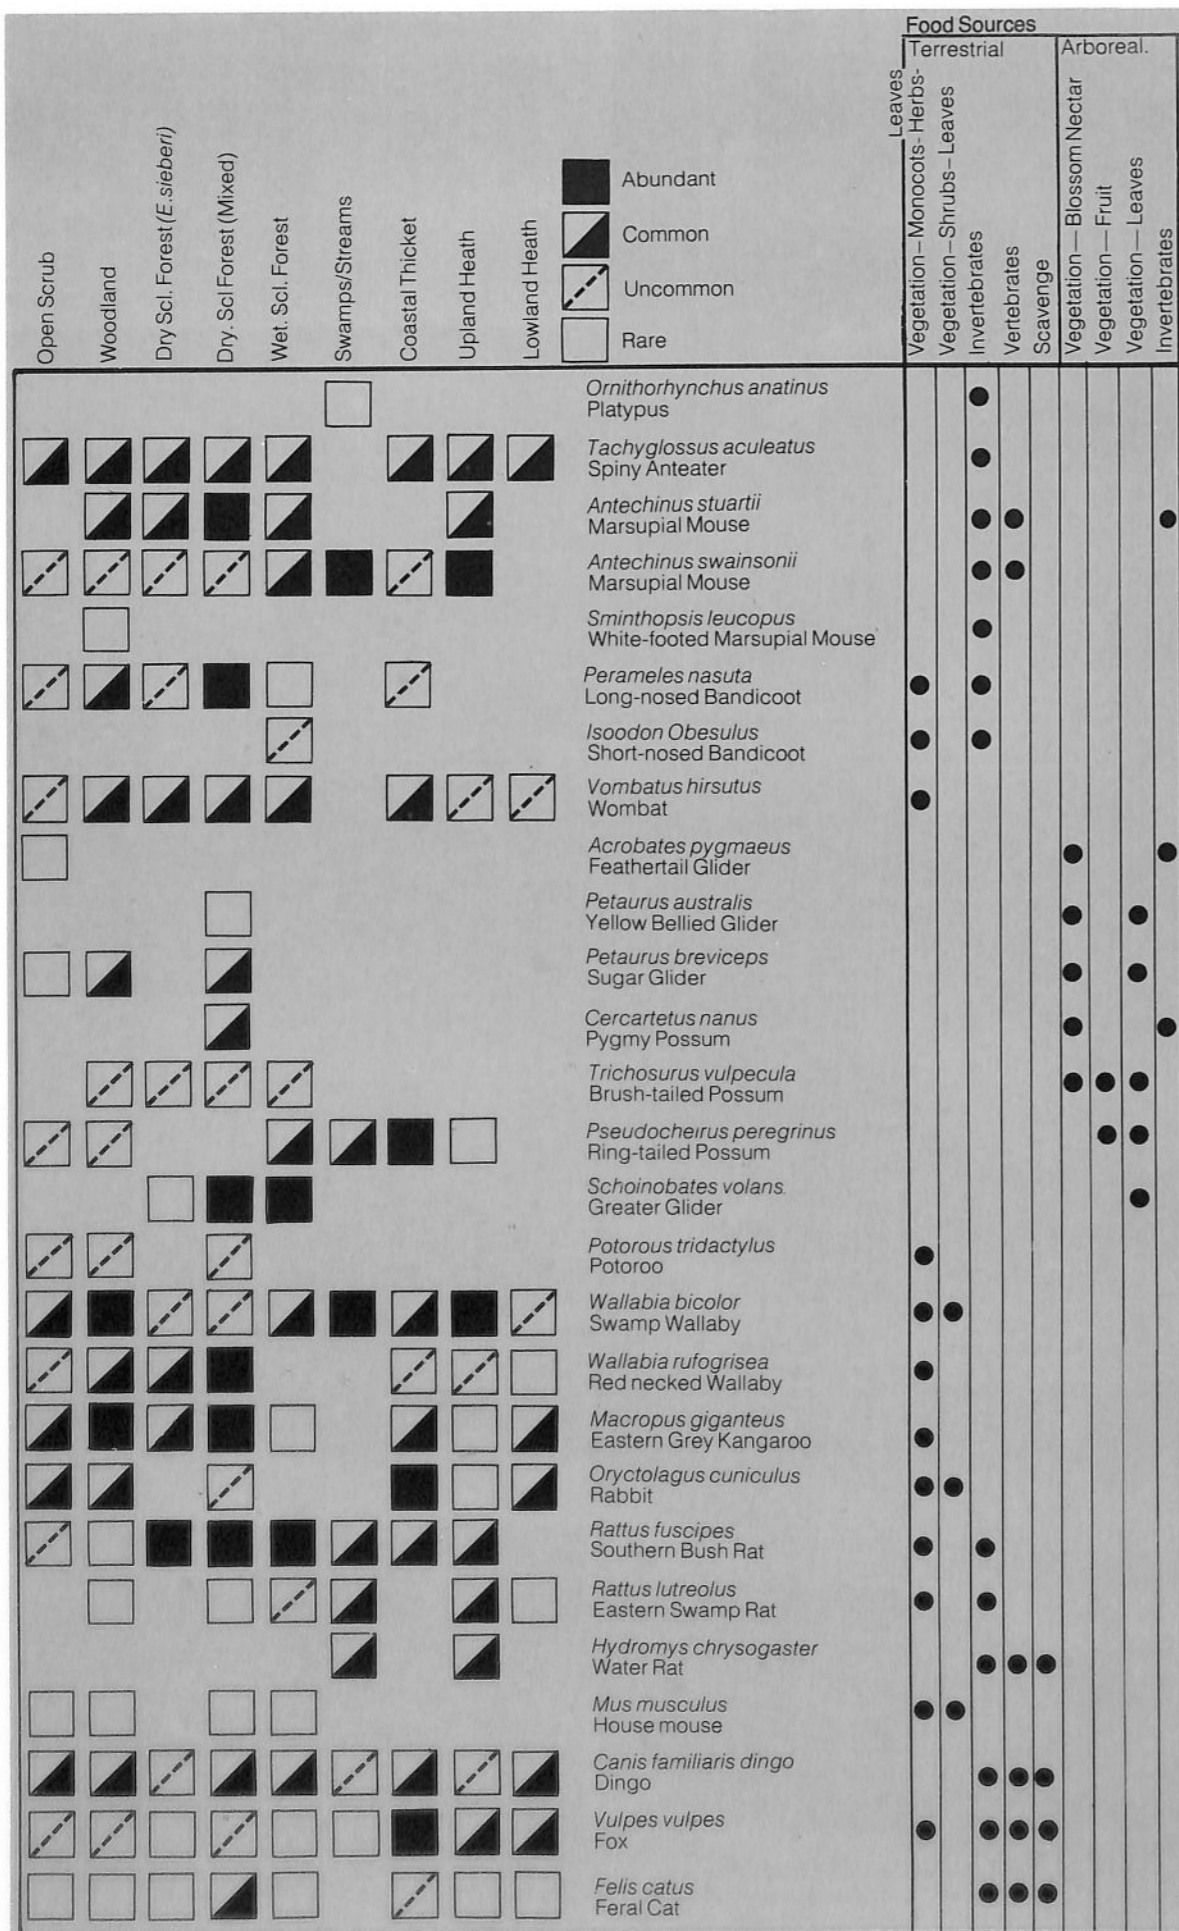 Food Sources
Terrestrial
Arboreal.
Open Scrub
Woodland
Dry Scl. Forest (E.sieberi)
Dry. Scl Forest (Mixed)
Wet. Scl. Forest
Swamps/Streams
Coastal Thicket
Upland Heath
Lowland Heath
Abundant
Common
Uncommon
Rare
Leaves
Vegetation—Monocots-Herbs-
Vegetation—Shrubs—Leaves
Invertebrates
Vertebrates
Scavenge
Vegetation—Blossom Nectar
Vegetation—Fruit
Vegetation—Leaves
Invertebrates
Ornithorhynchus anatinus
Platypus
Tachyglossus aculeatus
Spiny Anteater
Antechinus stuartii
Marsupial Mouse
Antechinus swainsonii
Marsupial Mouse
Sminthopsis leucopus
White-footed Marsupial Mouse
Perameles nasuta
Long-nosed Bandicoot
Isoodon Obesulus
Short-nosed Bandicoot
Vombatus hirsutus
Wombat
Acrobates pygmaeus
Feathertail Glider
Petaurus australis
Yellow Bellied Glider
Petaurus breviceps
Sugar Glider
Cercartetus nanus
Pygmy Possum
Trichosurus vulpecula
Brush-tailed Possum
Pseudocheirus peregrinus
Ring-tailed Possum
Schoinobates volans.
Greater Glider
Potorous tridactylus
Potoroo
Wallabia bicolor
Swamp Wallaby
Wallabia rufogrisea
Red necked Wallaby
Macropus giganteus
Eastern Grey Kangaroo
Oryctolagus cuniculus
Rabbit
Rattus fuscipes
Southern Bush Rat
Rattus lutreolus
Eastern Swamp Rat
Hydromys chrysogaster
Water Rat
Mus musculus
House mouse
Canis familiaris dingo
Dingo
Vulpes vulpes
Fox
Felis catus
Feral Cat